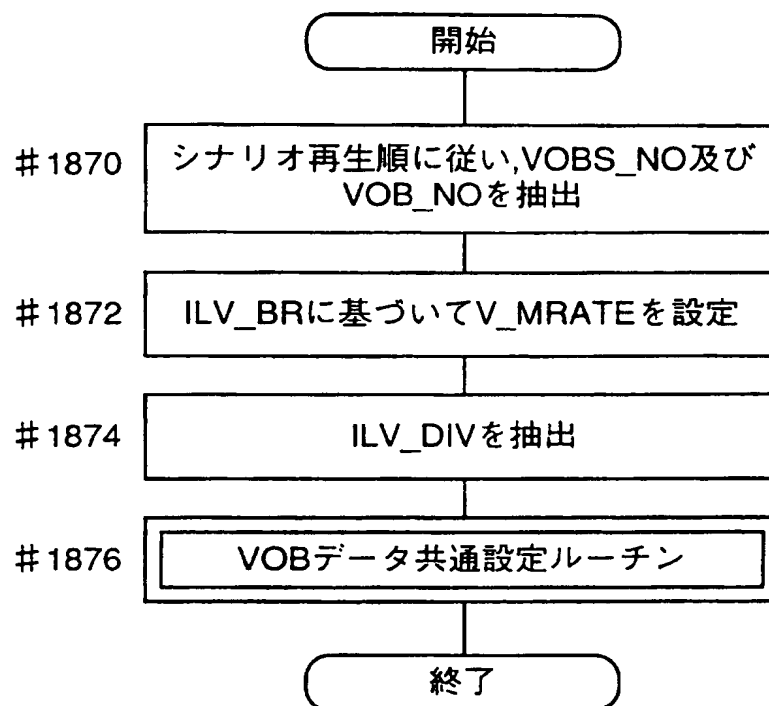 開始
#1870
シナリオ再生順に従い,VOBS_NO及び
VOB_NOを抽出
#1872
ILV_BRに基づいてV_MRATEを設定
#1874
ILV_DIVを抽出
#1876
VOBデータ共通設定ルーチン
終了